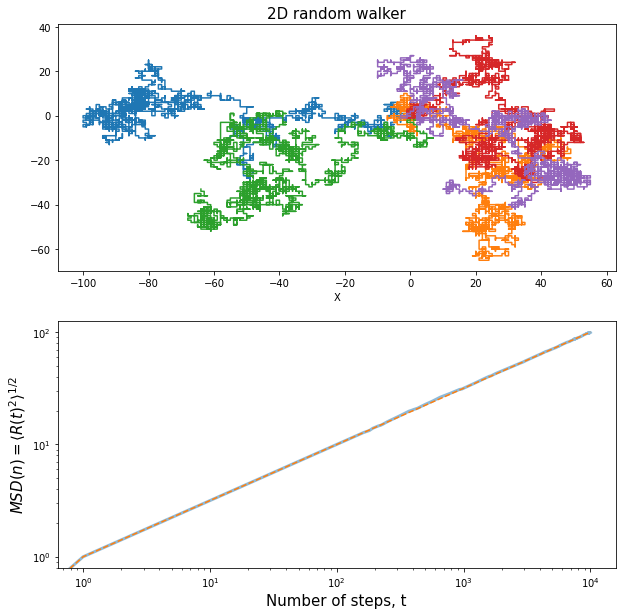 2D random walker
40
20
0
−20
−40
−60
−100 −80 −60 −40 −20 0 20 40 60
X
10²
10¹
10⁰
MSD(n) = ⟨R(t)²⟩^{1/2}
10⁰ 10¹ 10² 10³ 10⁴
Number of steps, t